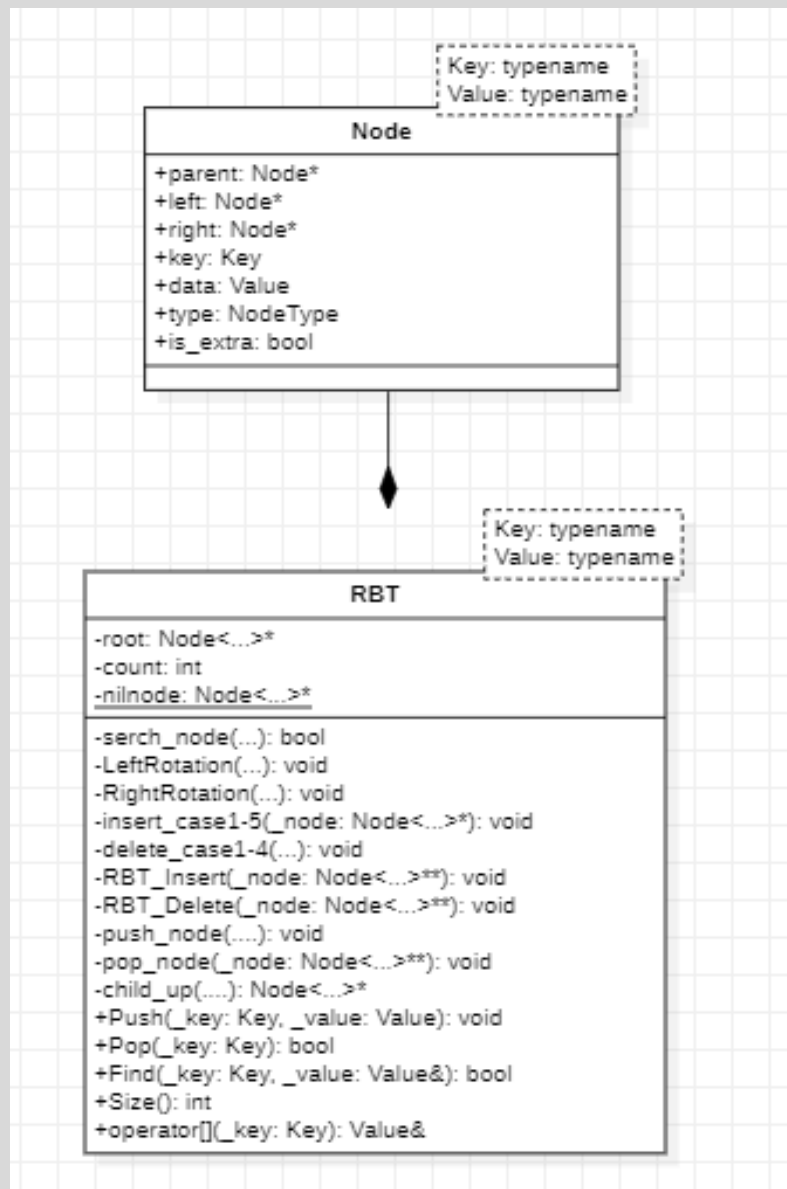 Key: typename
Value: typename
Node
+parent: Node*
+left: Node*
+right: Node*
+key: Key
+data: Value
+type: NodeType
+is_extra: bool
Key: typename
Value: typename
RBT
-root: Node<...>*
-count: int
-nilnode: Node<...>*
-serch_node(...): bool
-LeftRotation(...): void
-RightRotation(...): void
-insert_case1-5(_node: Node<...>*): void
-delete_case1-4(...): void
-RBT_Insert(_node: Node<...>**): void
-RBT_Delete(_node: Node<...>**): void
-push_node(....): void
-pop_node(_node: Node<...>**): void
-child_up(....): Node<...>*
+Push(_key: Key, _value: Value): void
+Pop(_key: Key): bool
+Find(_key: Key, _value: Value&): bool
+Size(): int
+operator[](_key: Key): Value&